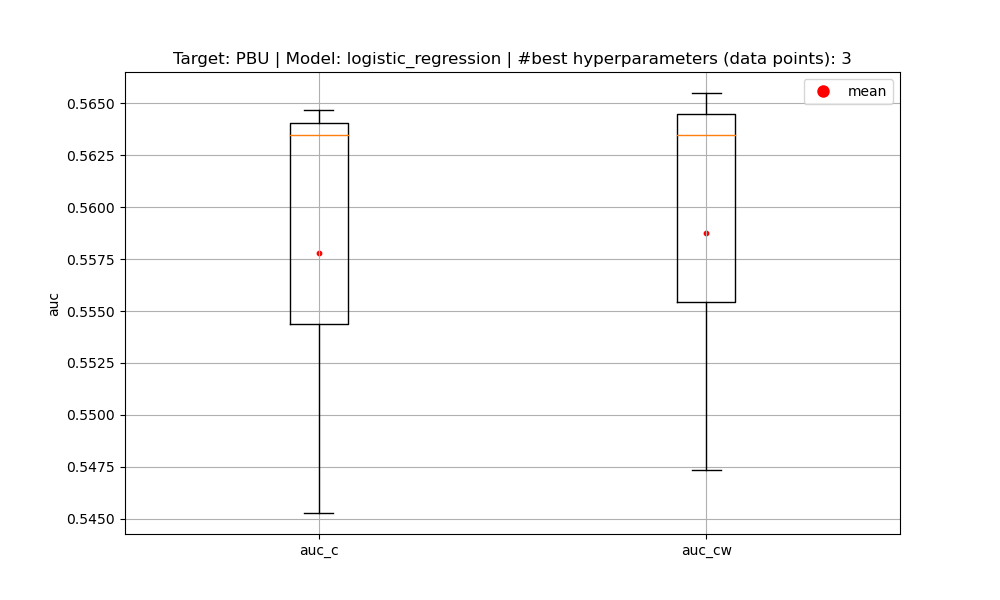 Target: PBU | Model: logistic_regression | #best hyperparameters (data points): 3
mean
auc
0.5650
0.5625
0.5600
0.5575
0.5550
0.5525
0.5500
0.5475
0.5450
auc_c
auc_cw